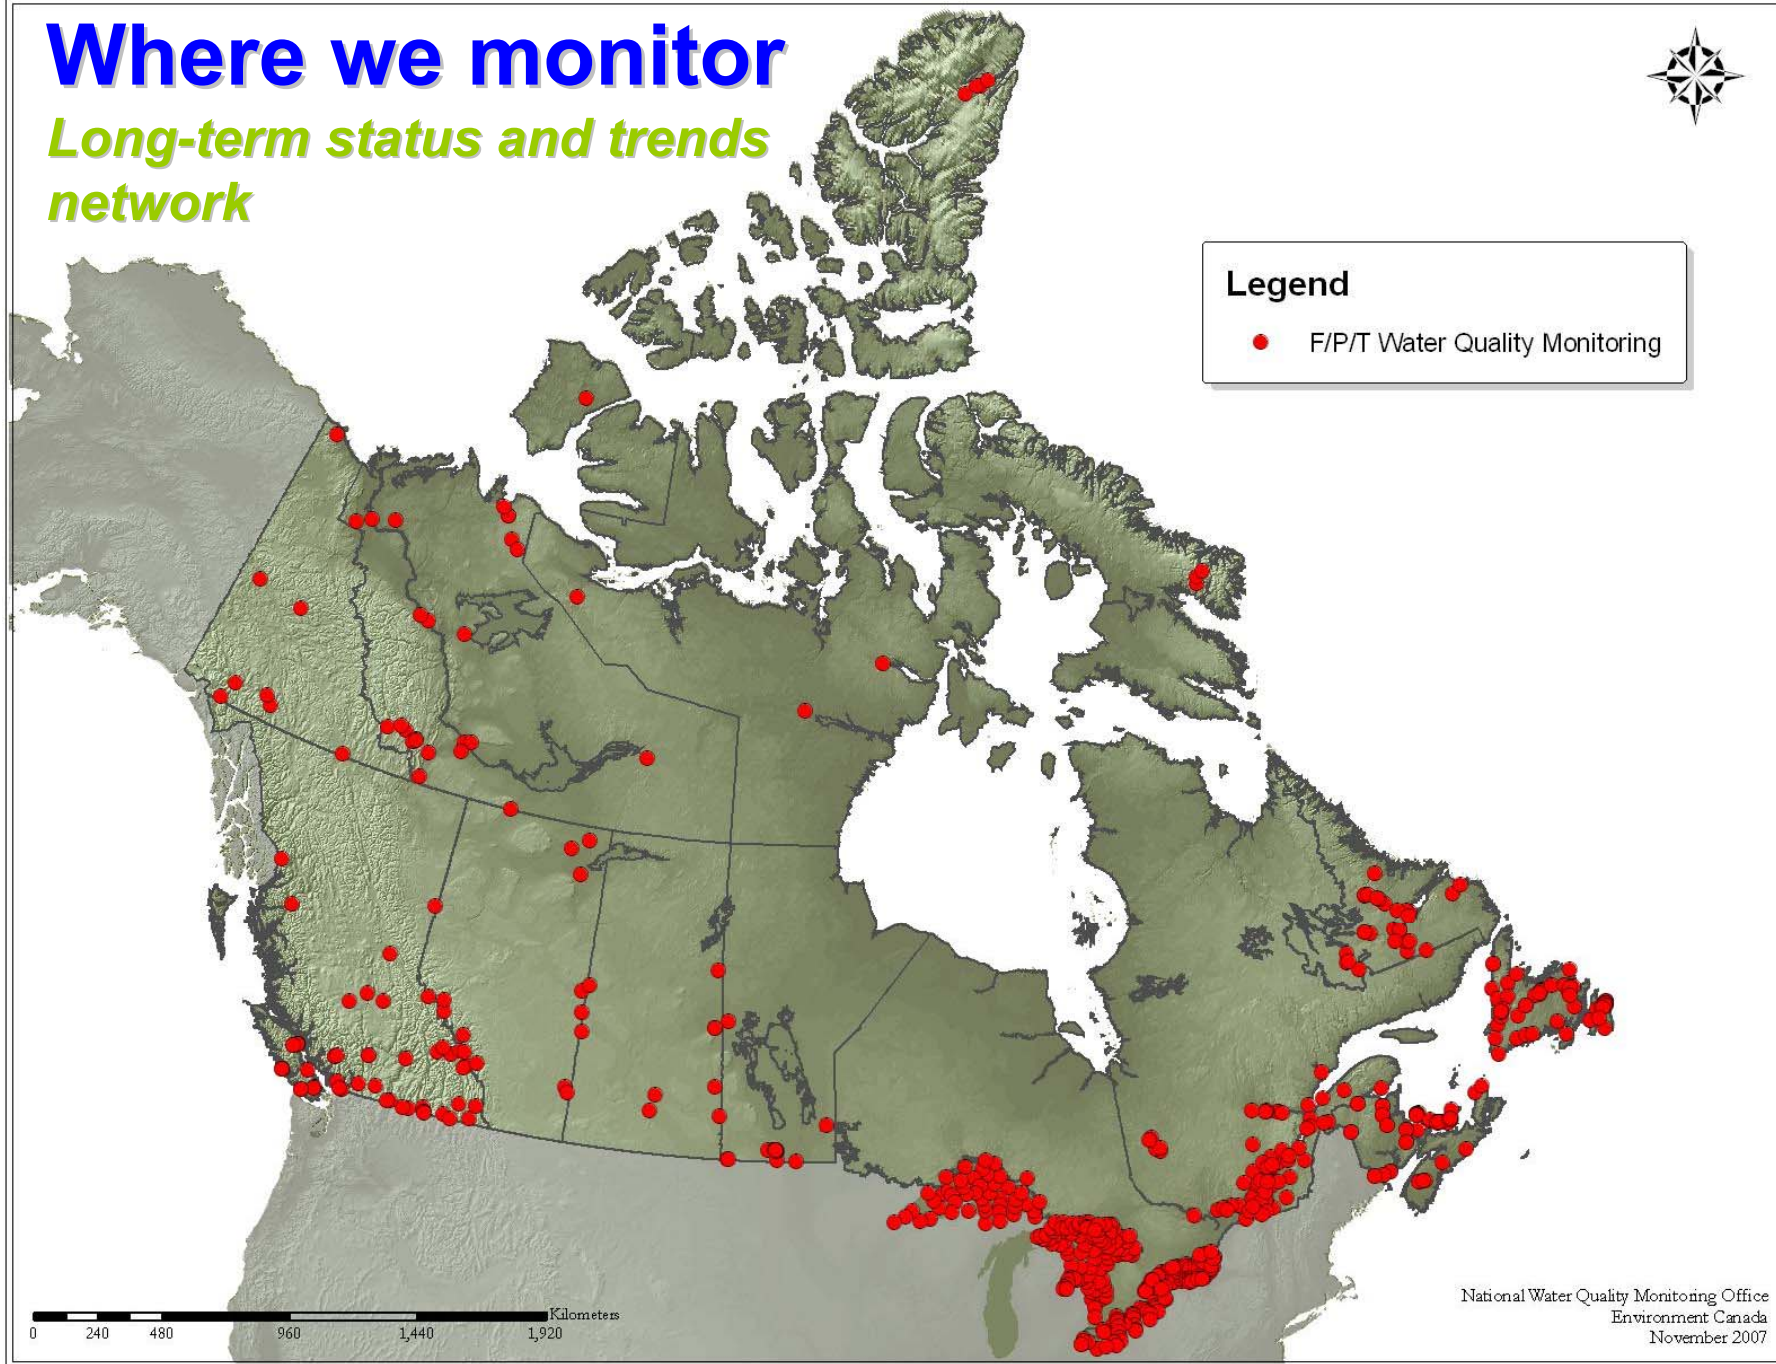 Where we monitor
Long-term status and trends
network
Legend
F/P/T Water Quality Monitoring
Kilometers
0 240 480 960 1,440 1,920
National Water Quality Monitoring Office
Environment Canada
November 2007